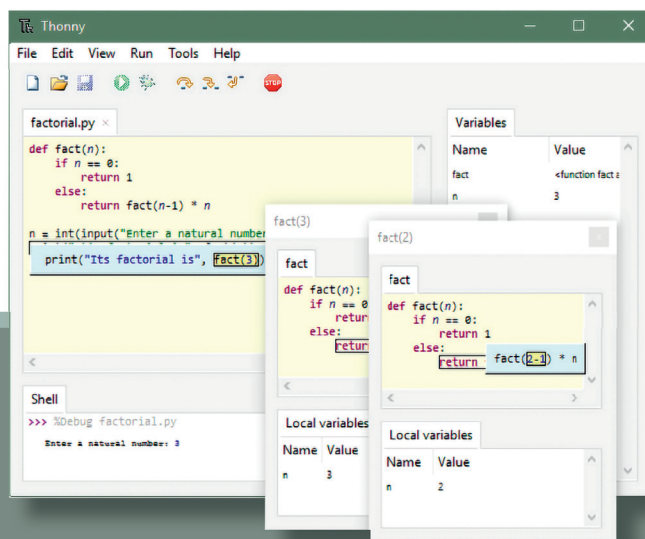 Thonny
File Edit View Run Tools Help
factorial.py
def fact(n):
if n == 0:
return 1
else:
return fact(n-1) * n
n = int(input("Enter a natural number
print("Its factorial is", fact(3))
Shell
>>> %Debug factorial.py
Enter a natural number: 3
Variables
Name Value
fact <function fact a
n 3
fact(3)
fact
def fact(n):
if n == 0
retur
else:
retur
Local variables
Name Value
n 3
fact(2)
fact
def fact(n):
if n == 0:
return 1
else:
return fact(2-1) * n
Local variables
Name Value
n 2